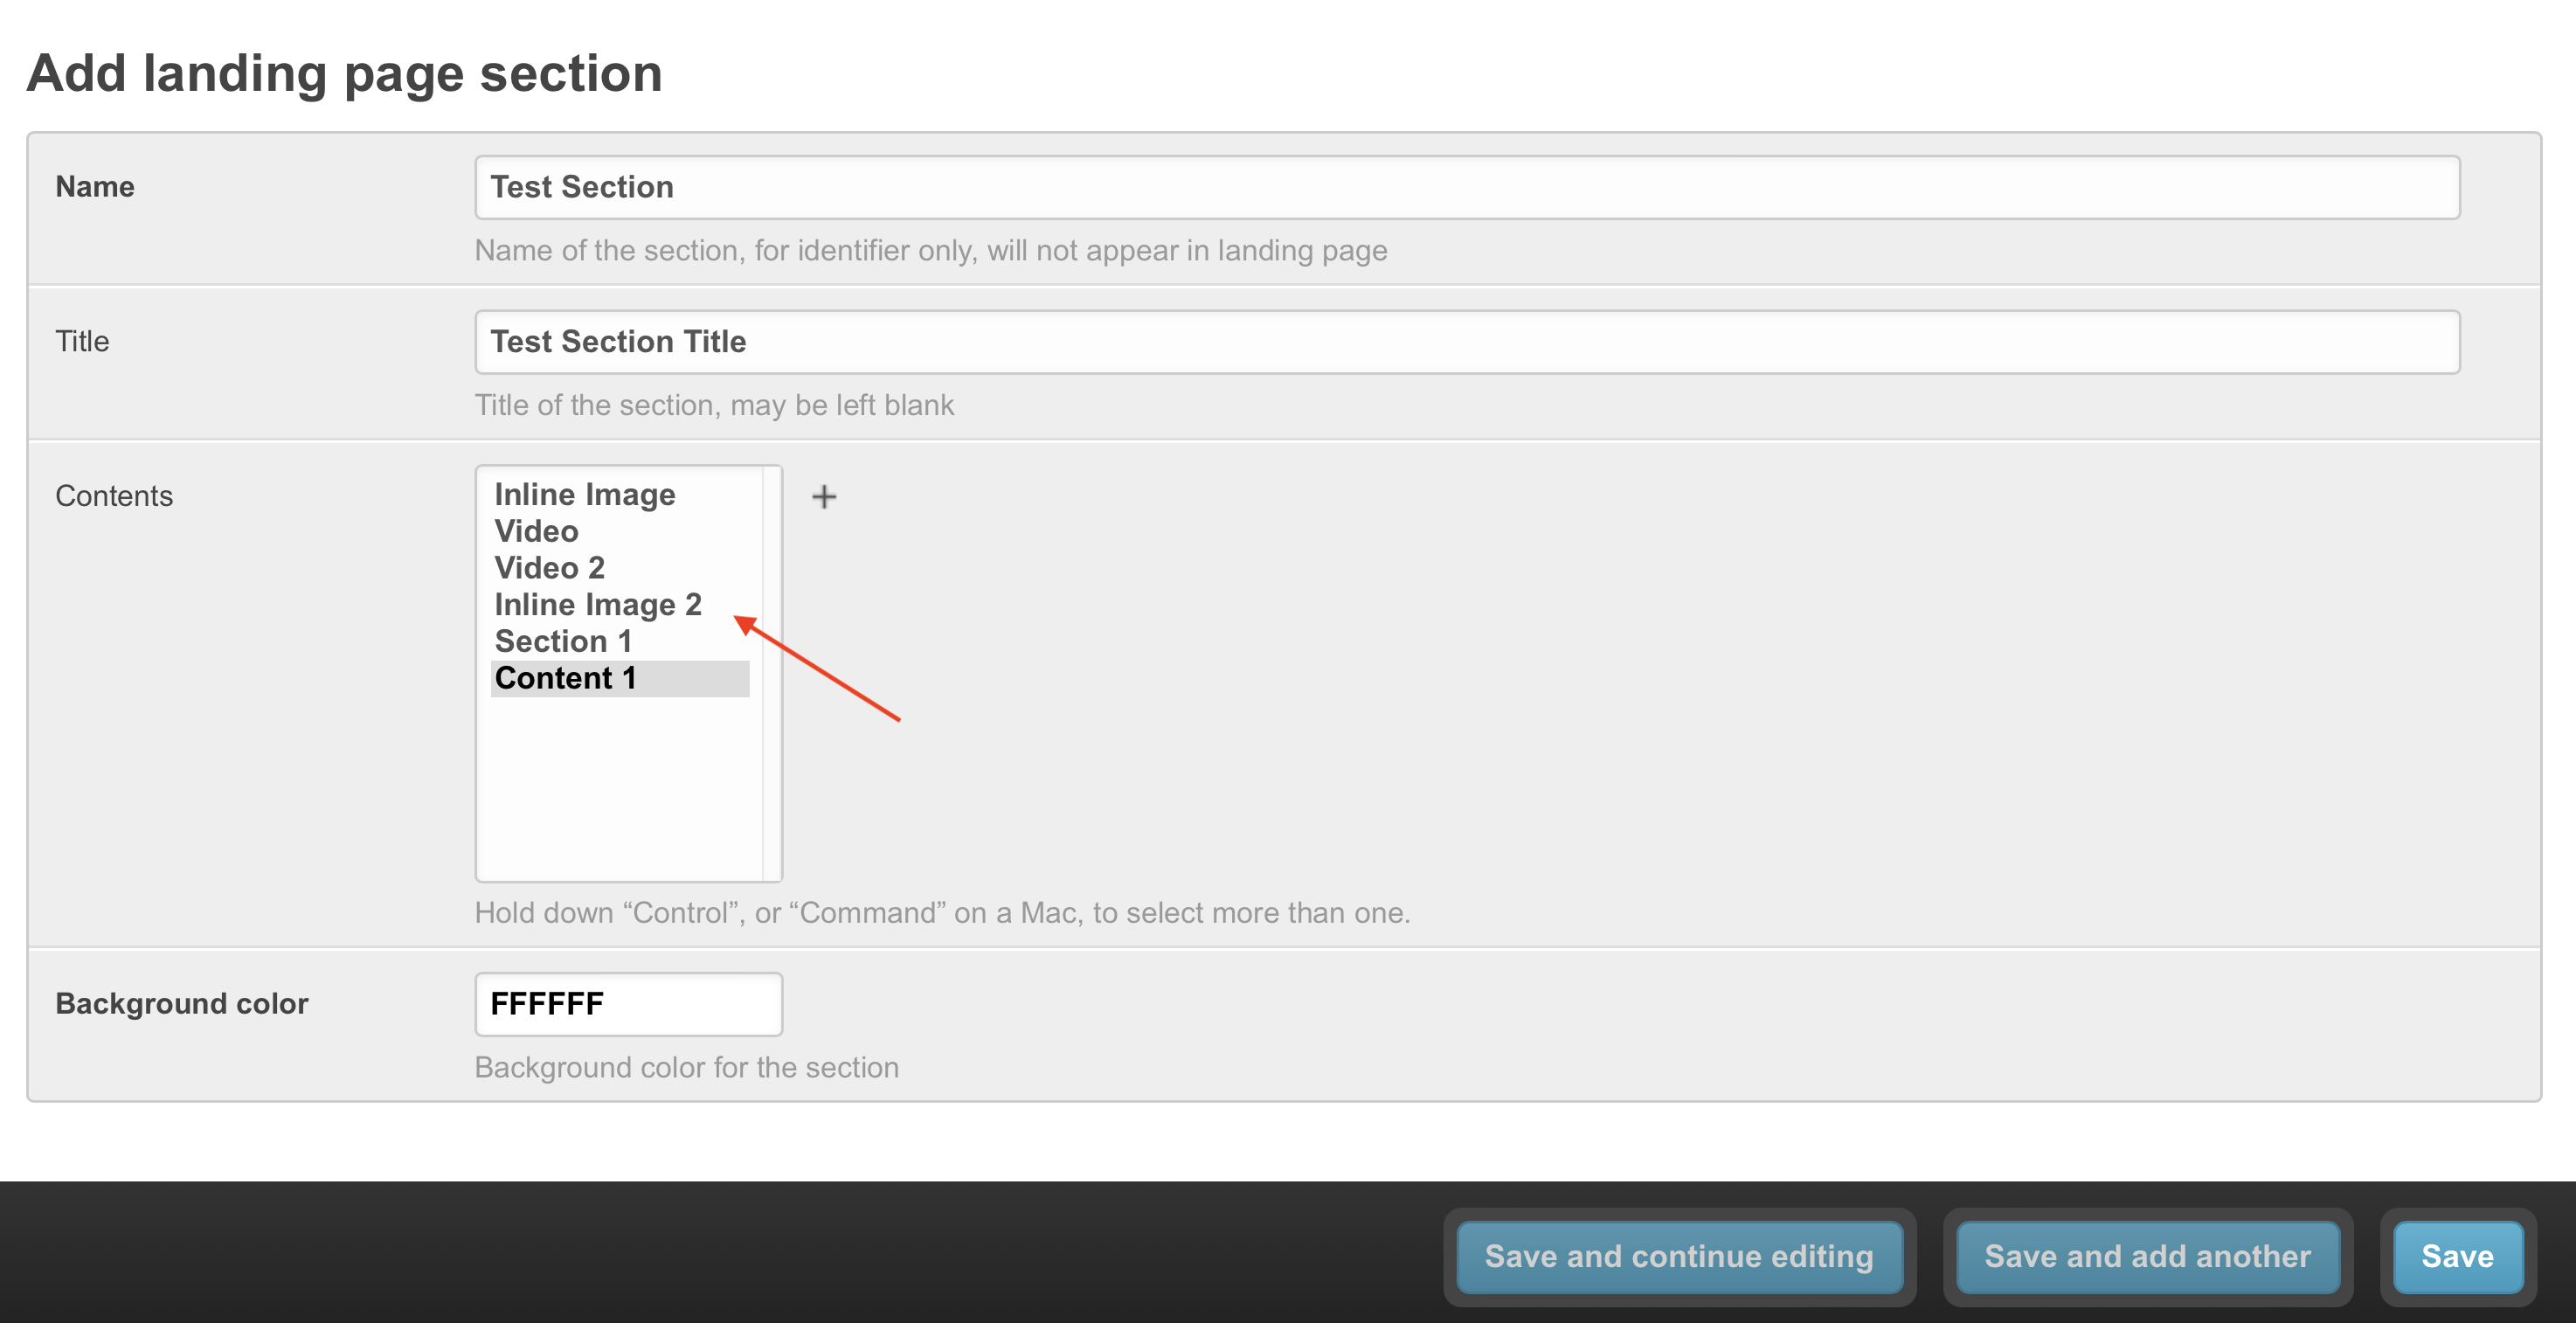 Add landing page section
Name
Test Section
Name of the section, for identifier only, will not appear in landing page
Title
Test Section Title
Title of the section, may be left blank
Contents
Inline Image
Video
Video 2
Inline Image 2
Section 1
Content 1
Hold down “Control”, or “Command” on a Mac, to select more than one.
Background color
FFFFFF
Background color for the section
Save and continue editing
Save and add another
Save